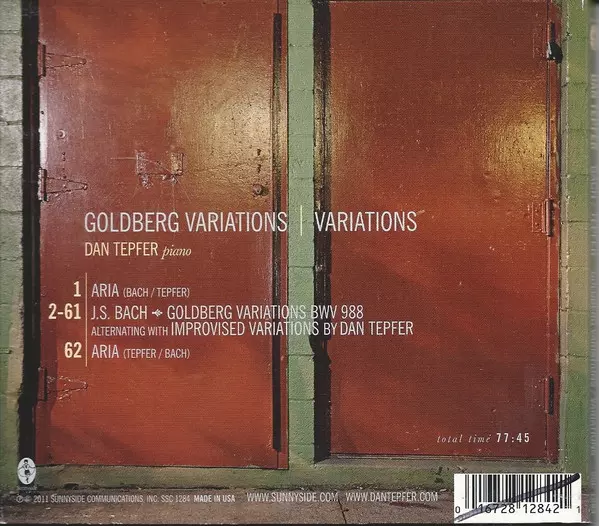 GOLDBERG VARIATIONS | VARIATIONS
DAN TEPFER piano
1 ARIA (BACH / TEPFER)
2-61 J.S. BACH GOLDBERG VARIATIONS BWV 988
ALTERNATING WITH IMPROVISED VARIATIONS BY DAN TEPFER
62 ARIA (TEPFER / BACH)
total time 77:45
℗ © 2011 SUNNYSIDE COMMUNICATIONS, INC. SSC 1284 MADE IN USA WWW.SUNNYSIDE.COM WWW.DANTEPFER.COM
0 16728 12842 1